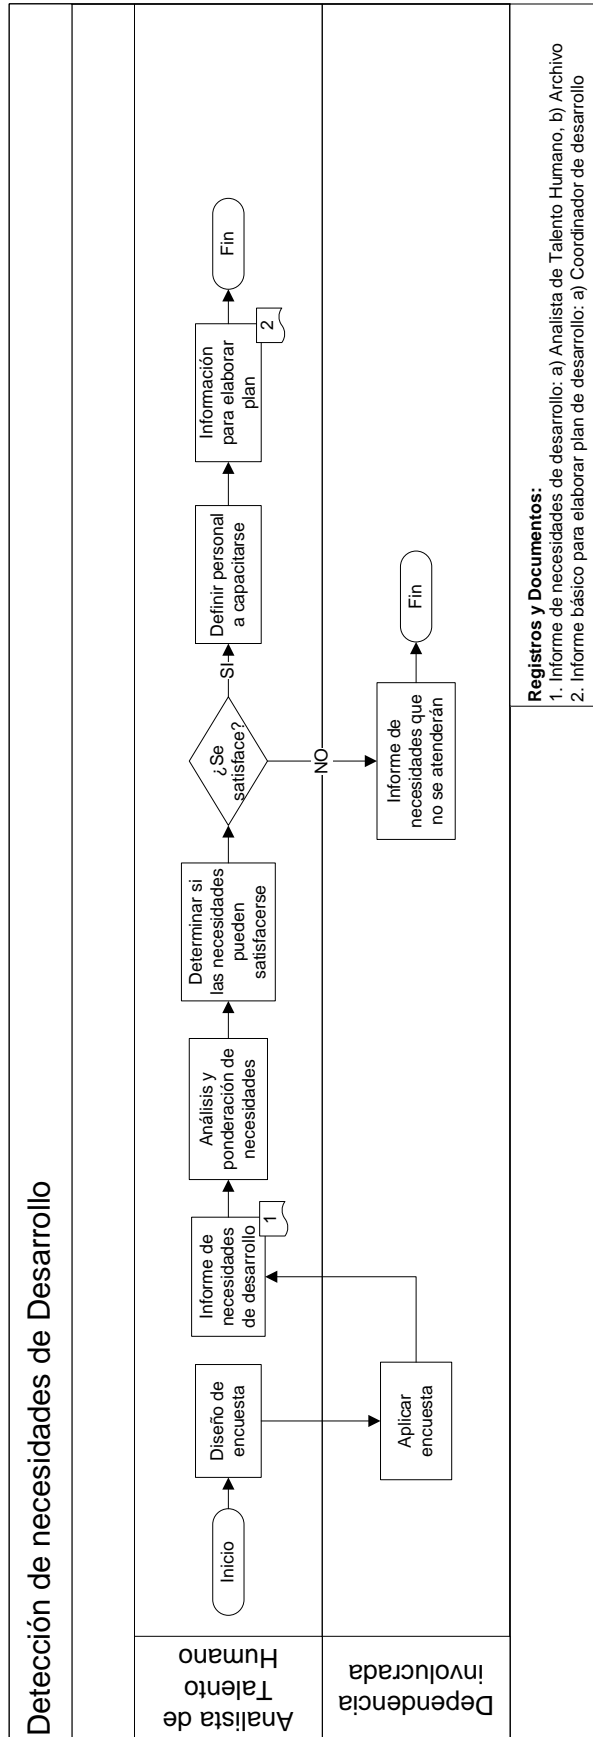 Detección de necesidades de Desarrollo
Analista de
Talento
Humano
Inicio
Diseño de
encuesta
Informe de
necesidades
de desarrollo
1
Análisis y
ponderación de
necesidades
Determinar si
las necesidades
pueden
satisfacerse
¿Se
satisface?
SI
Definir personal
a capacitarse
Información
para elaborar
plan
2
Fin
Dependencia
involucrada
Aplicar
encuesta
NO
Informe de
necesidades que
no se atenderán
Fin
Registros y Documentos:
1. Informe de necesidades de desarrollo: a) Analista de Talento Humano, b) Archivo
2. Informe básico para elaborar plan de desarrollo: a) Coordinador de desarrollo